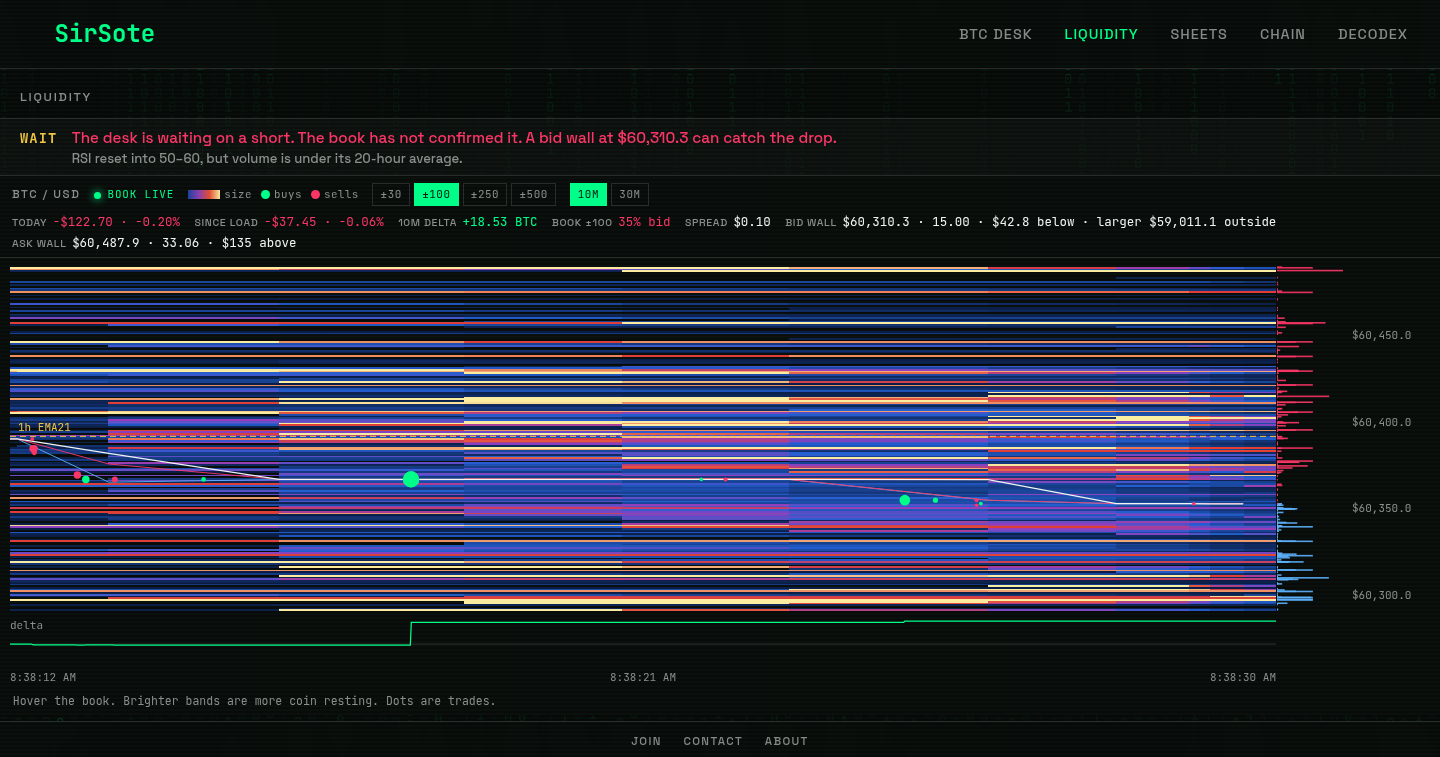 SirSote
BTC DESK LIQUIDITY SHEETS CHAIN DECODEX
LIQUIDITY
WAIT The desk is waiting on a short. The book has not confirmed it. A bid wall at $60,310.3 can catch the drop.
RSI reset into 50–60, but volume is under its 20-hour average.
BTC / USD BOOK LIVE size buys sells ±30 ±100 ±250 ±500 10M 30M
TODAY -$122.70 · -0.20% SINCE LOAD -$37.45 · -0.06% 10M DELTA +18.53 BTC BOOK ±100 35% bid SPREAD $0.10 BID WALL $60,310.3 · 15.00 · $42.8 below · larger $59,011.1 outside
ASK WALL $60,487.9 · 33.06 · $135 above
$60,450.0
1h EMA21
$60,400.0
$60,350.0
$60,300.0
delta
8:38:12 AM 8:38:21 AM 8:38:30 AM
Hover the book. Brighter bands are more coin resting. Dots are trades.
JOIN CONTACT ABOUT